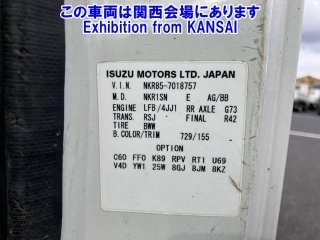 この車両は関西会場にあります
Exhibition from KANSAI
ISUZU MOTORS LTD. JAPAN
V.I.N. NKR85-7018757
M.D. NKR1SN E AG/BB
ENGINE LFB/4JJ1 RR AXLE G73
TRANS. RSJ FINAL R42
TIRE BWW
B.COLOR/TRIM 729/155
OPTION
C60 FF0 K89 RPV RT1 U69
V4D YW1 25W 8GJ 8JM 8KZ